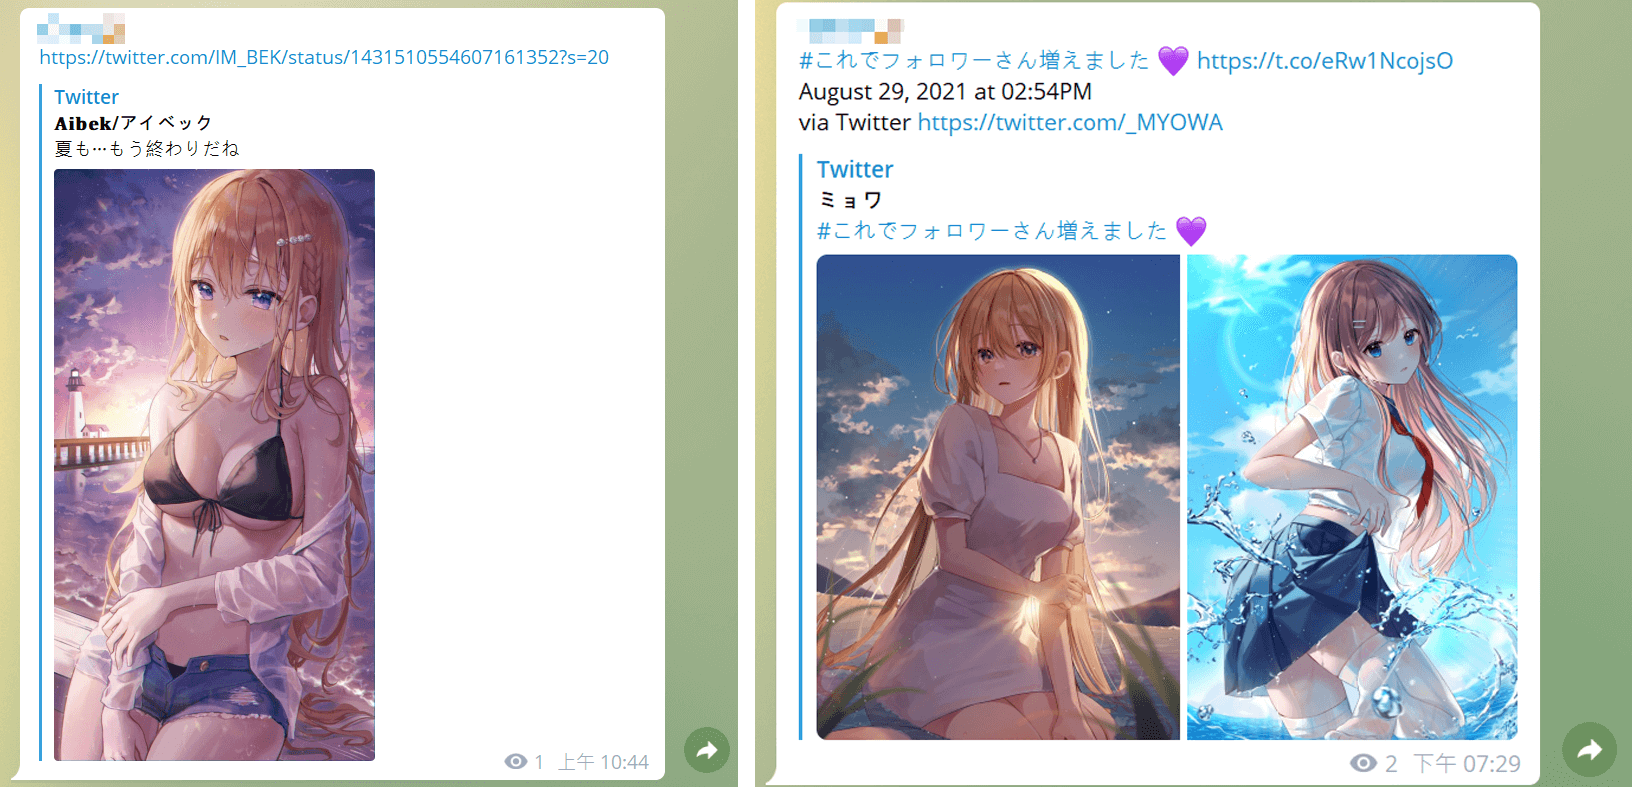 https://twitter.com/IM_BEK/status/1431510554607161352?s=20
Twitter
Aibek/アイベック
夏も…もう終わりだね
1 上午 10:44
#これでフォロワーさん増えました 💜 https://t.co/eRw1NcojsO
August 29, 2021 at 02:54PM
via Twitter https://twitter.com/_MYOWA
Twitter
ミョワ
#これでフォロワーさん増えました 💜
2 下午 07:29